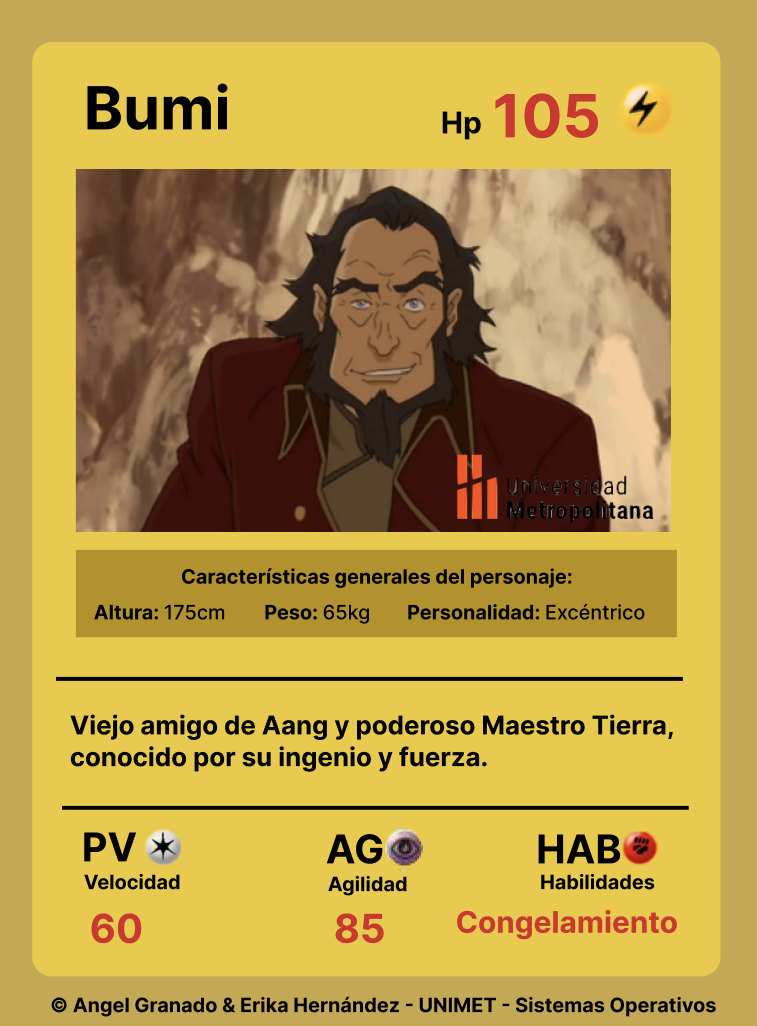 Bumi
Hp 105
Universidad
Metropolitana
Características generales del personaje:
Altura: 175cm Peso: 65kg Personalidad: Excéntrico
Viejo amigo de Aang y poderoso Maestro Tierra,
conocido por su ingenio y fuerza.
PV AG HAB
Velocidad Agilidad Habilidades
60 85 Congelamiento
© Angel Granado & Erika Hernández - UNIMET - Sistemas Operativos